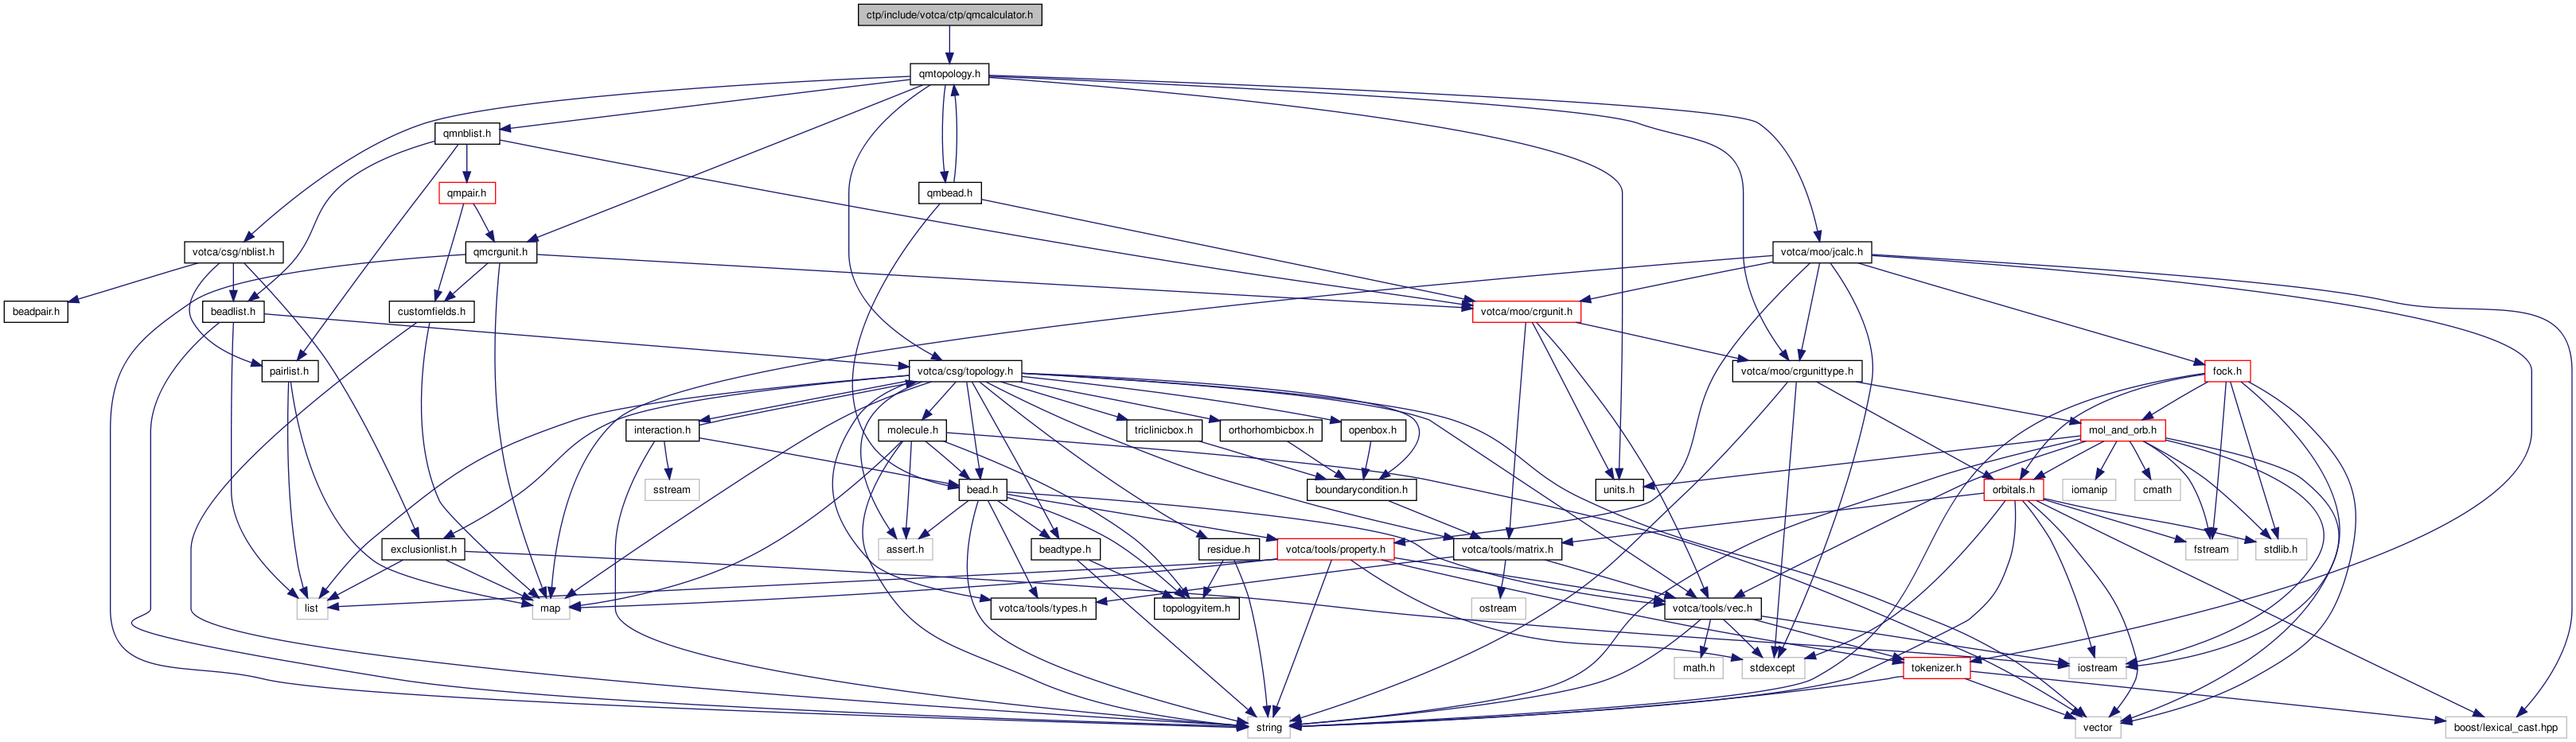 ctp/include/votca/ctp/qmcalculator.h
qmtopology.h
qmnblist.h
qmpair.h
qmbead.h
votca/csg/nblist.h
qmcrgunit.h
votca/moo/jcalc.h
beadpair.h
beadlist.h
customfields.h
votca/moo/crgunit.h
pairlist.h
votca/csg/topology.h
votca/moo/crgunittype.h
fock.h
interaction.h
molecule.h
triclinicbox.h
orthorhombicbox.h
openbox.h
mol_and_orb.h
sstream
bead.h
boundarycondition.h
units.h
orbitals.h
iomanip
cmath
exclusionlist.h
assert.h
beadtype.h
residue.h
votca/tools/property.h
votca/tools/matrix.h
fstream
stdlib.h
list
map
votca/tools/types.h
topologyitem.h
ostream
votca/tools/vec.h
math.h
stdexcept
tokenizer.h
iostream
string
vector
boost/lexical_cast.hpp